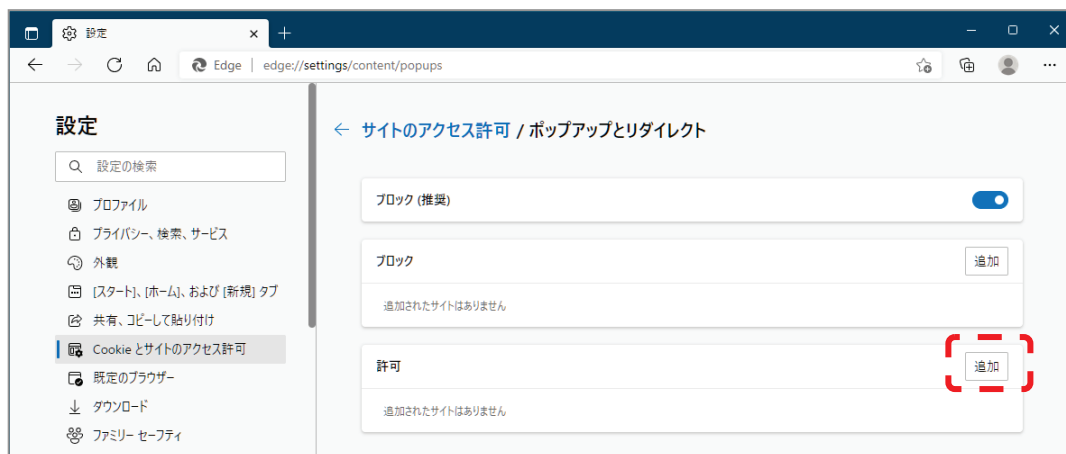 設定
Edge | edge://settings/content/popups
設定
設定の検索
プロファイル
プライバシー、検索、サービス
外観
[スタート]、[ホーム]、および [新規] タブ
共有、コピーして貼り付け
Cookie とサイトのアクセス許可
既定のブラウザー
ダウンロード
ファミリー セーフティ
サイトのアクセス許可 / ポップアップとリダイレクト
ブロック (推奨)
ブロック
追加
追加されたサイトはありません
許可
追加
追加されたサイトはありません